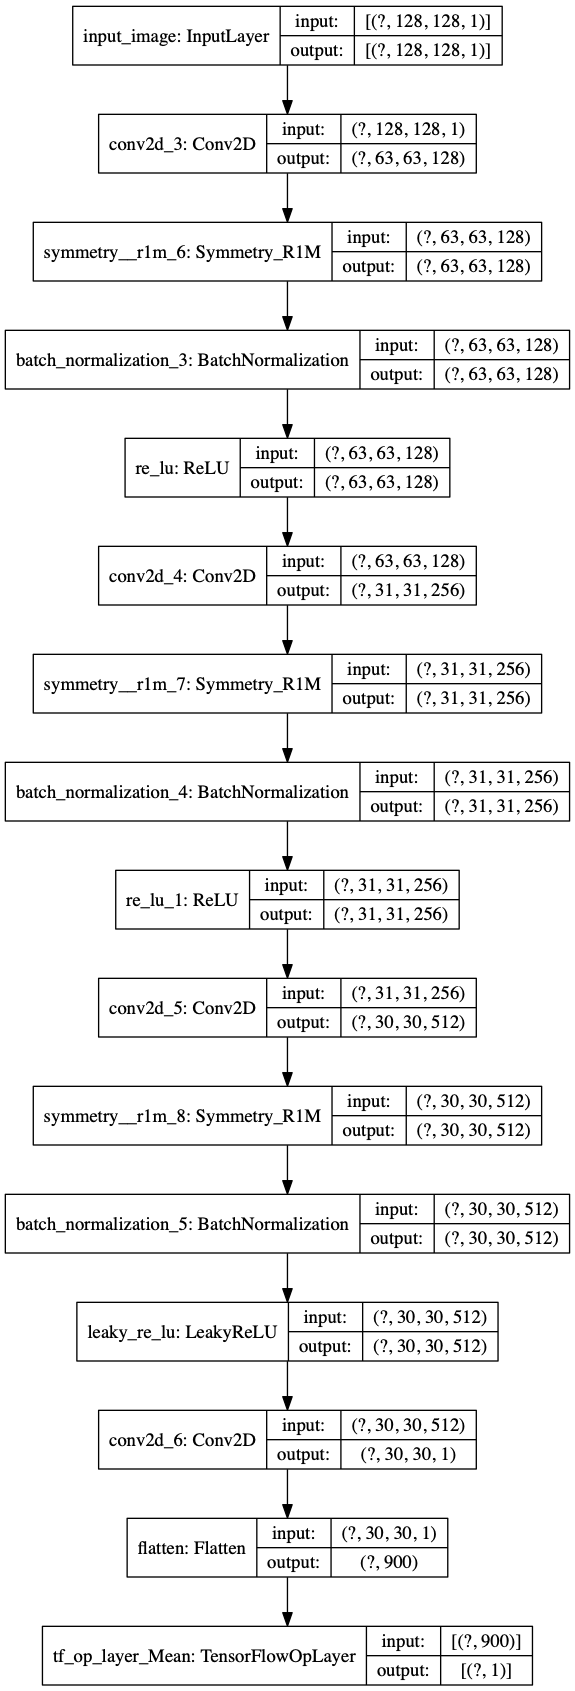 input_image: InputLayer
input: [(?, 128, 128, 1)]
output: [(?, 128, 128, 1)]
conv2d_3: Conv2D
input: (?, 128, 128, 1)
output: (?, 63, 63, 128)
symmetry__r1m_6: Symmetry_R1M
input: (?, 63, 63, 128)
output: (?, 63, 63, 128)
batch_normalization_3: BatchNormalization
input: (?, 63, 63, 128)
output: (?, 63, 63, 128)
re_lu: ReLU
input: (?, 63, 63, 128)
output: (?, 63, 63, 128)
conv2d_4: Conv2D
input: (?, 63, 63, 128)
output: (?, 31, 31, 256)
symmetry__r1m_7: Symmetry_R1M
input: (?, 31, 31, 256)
output: (?, 31, 31, 256)
batch_normalization_4: BatchNormalization
input: (?, 31, 31, 256)
output: (?, 31, 31, 256)
re_lu_1: ReLU
input: (?, 31, 31, 256)
output: (?, 31, 31, 256)
conv2d_5: Conv2D
input: (?, 31, 31, 256)
output: (?, 30, 30, 512)
symmetry__r1m_8: Symmetry_R1M
input: (?, 30, 30, 512)
output: (?, 30, 30, 512)
batch_normalization_5: BatchNormalization
input: (?, 30, 30, 512)
output: (?, 30, 30, 512)
leaky_re_lu: LeakyReLU
input: (?, 30, 30, 512)
output: (?, 30, 30, 512)
conv2d_6: Conv2D
input: (?, 30, 30, 512)
output: (?, 30, 30, 1)
flatten: Flatten
input: (?, 30, 30, 1)
output: (?, 900)
tf_op_layer_Mean: TensorFlowOpLayer
input: [(?, 900)]
output: [(?, 1)]